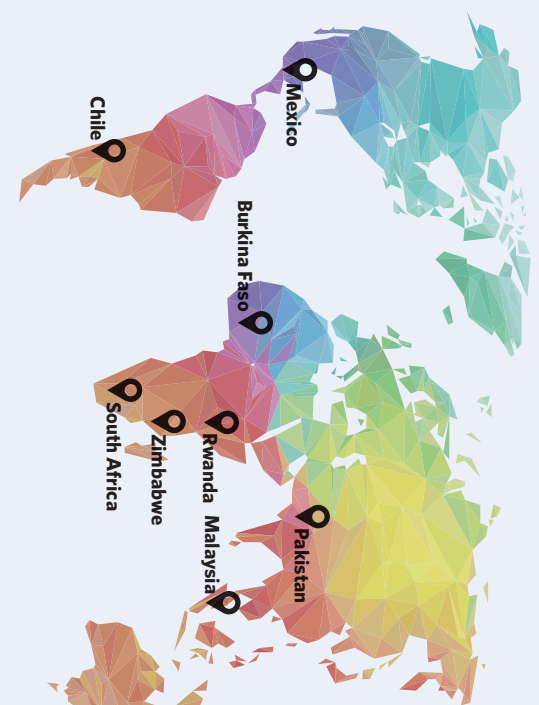 Mexico
Chile
Burkina Faso
South Africa
Zimbabwe
Rwanda
Pakistan
Malaysia